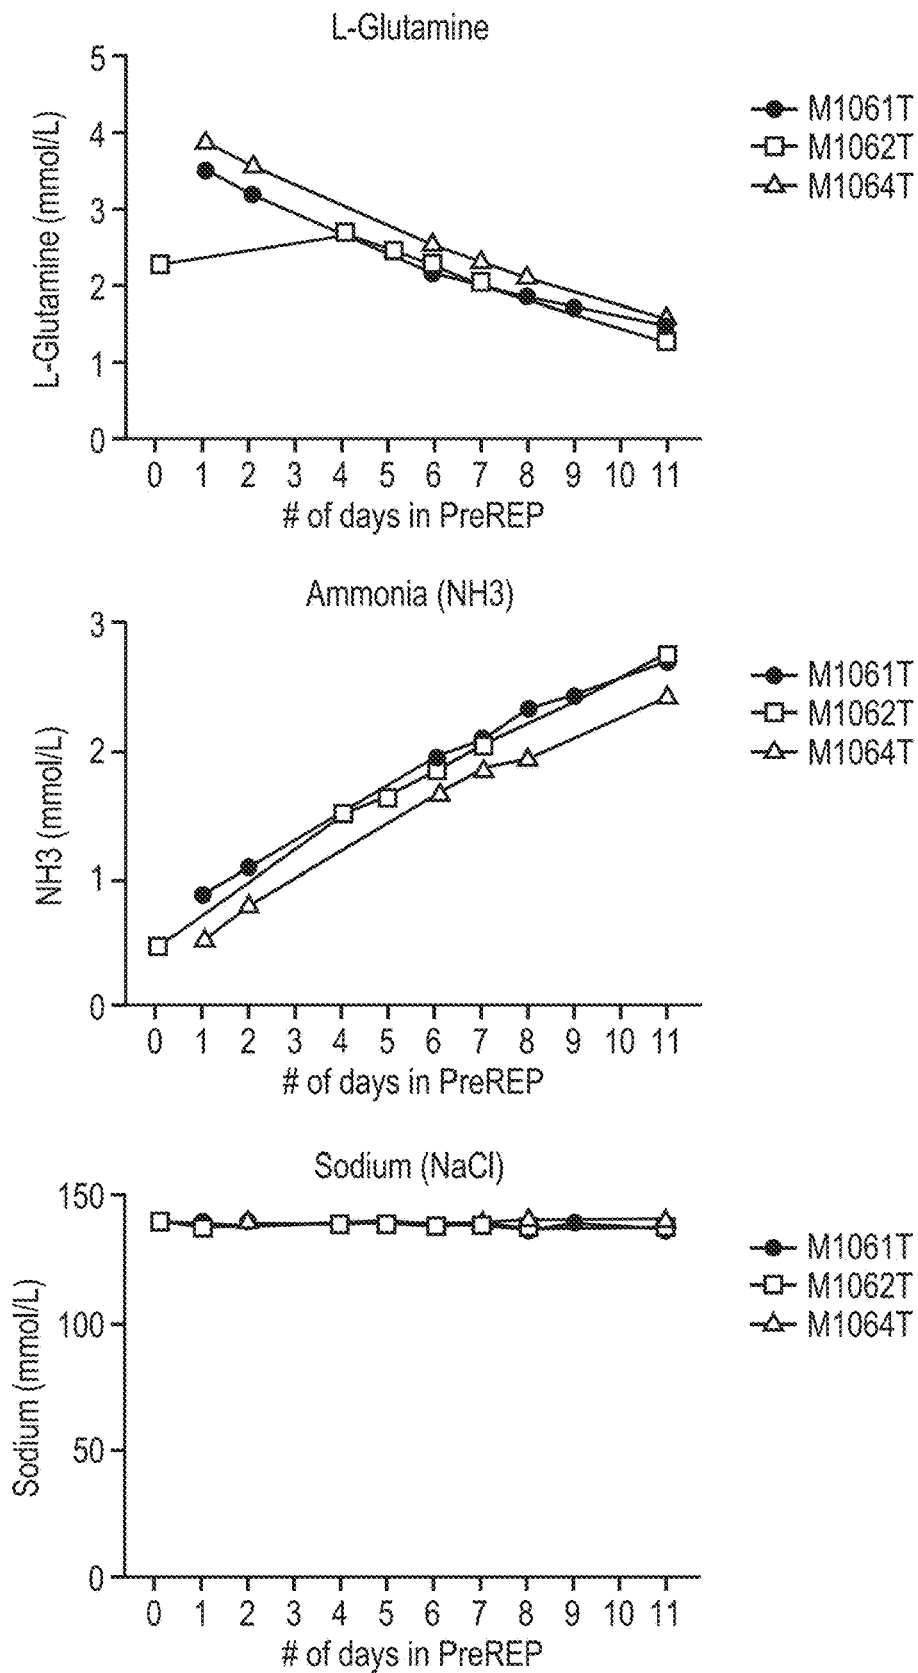 L-Glutamine
L-Glutamine (mmol/L)
5
4
3
2
1
0
0 1 2 3 4 5 6 7 8 9 10 11
# of days in PreREP
M1061T
M1062T
M1064T
Ammonia (NH3)
NH3 (mmol/L)
3
2
1
0
0 1 2 3 4 5 6 7 8 9 10 11
# of days in PreREP
M1061T
M1062T
M1064T
Sodium (NaCl)
Sodium (mmol/L)
150
100
50
0
0 1 2 3 4 5 6 7 8 9 10 11
# of days in PreREP
M1061T
M1062T
M1064T